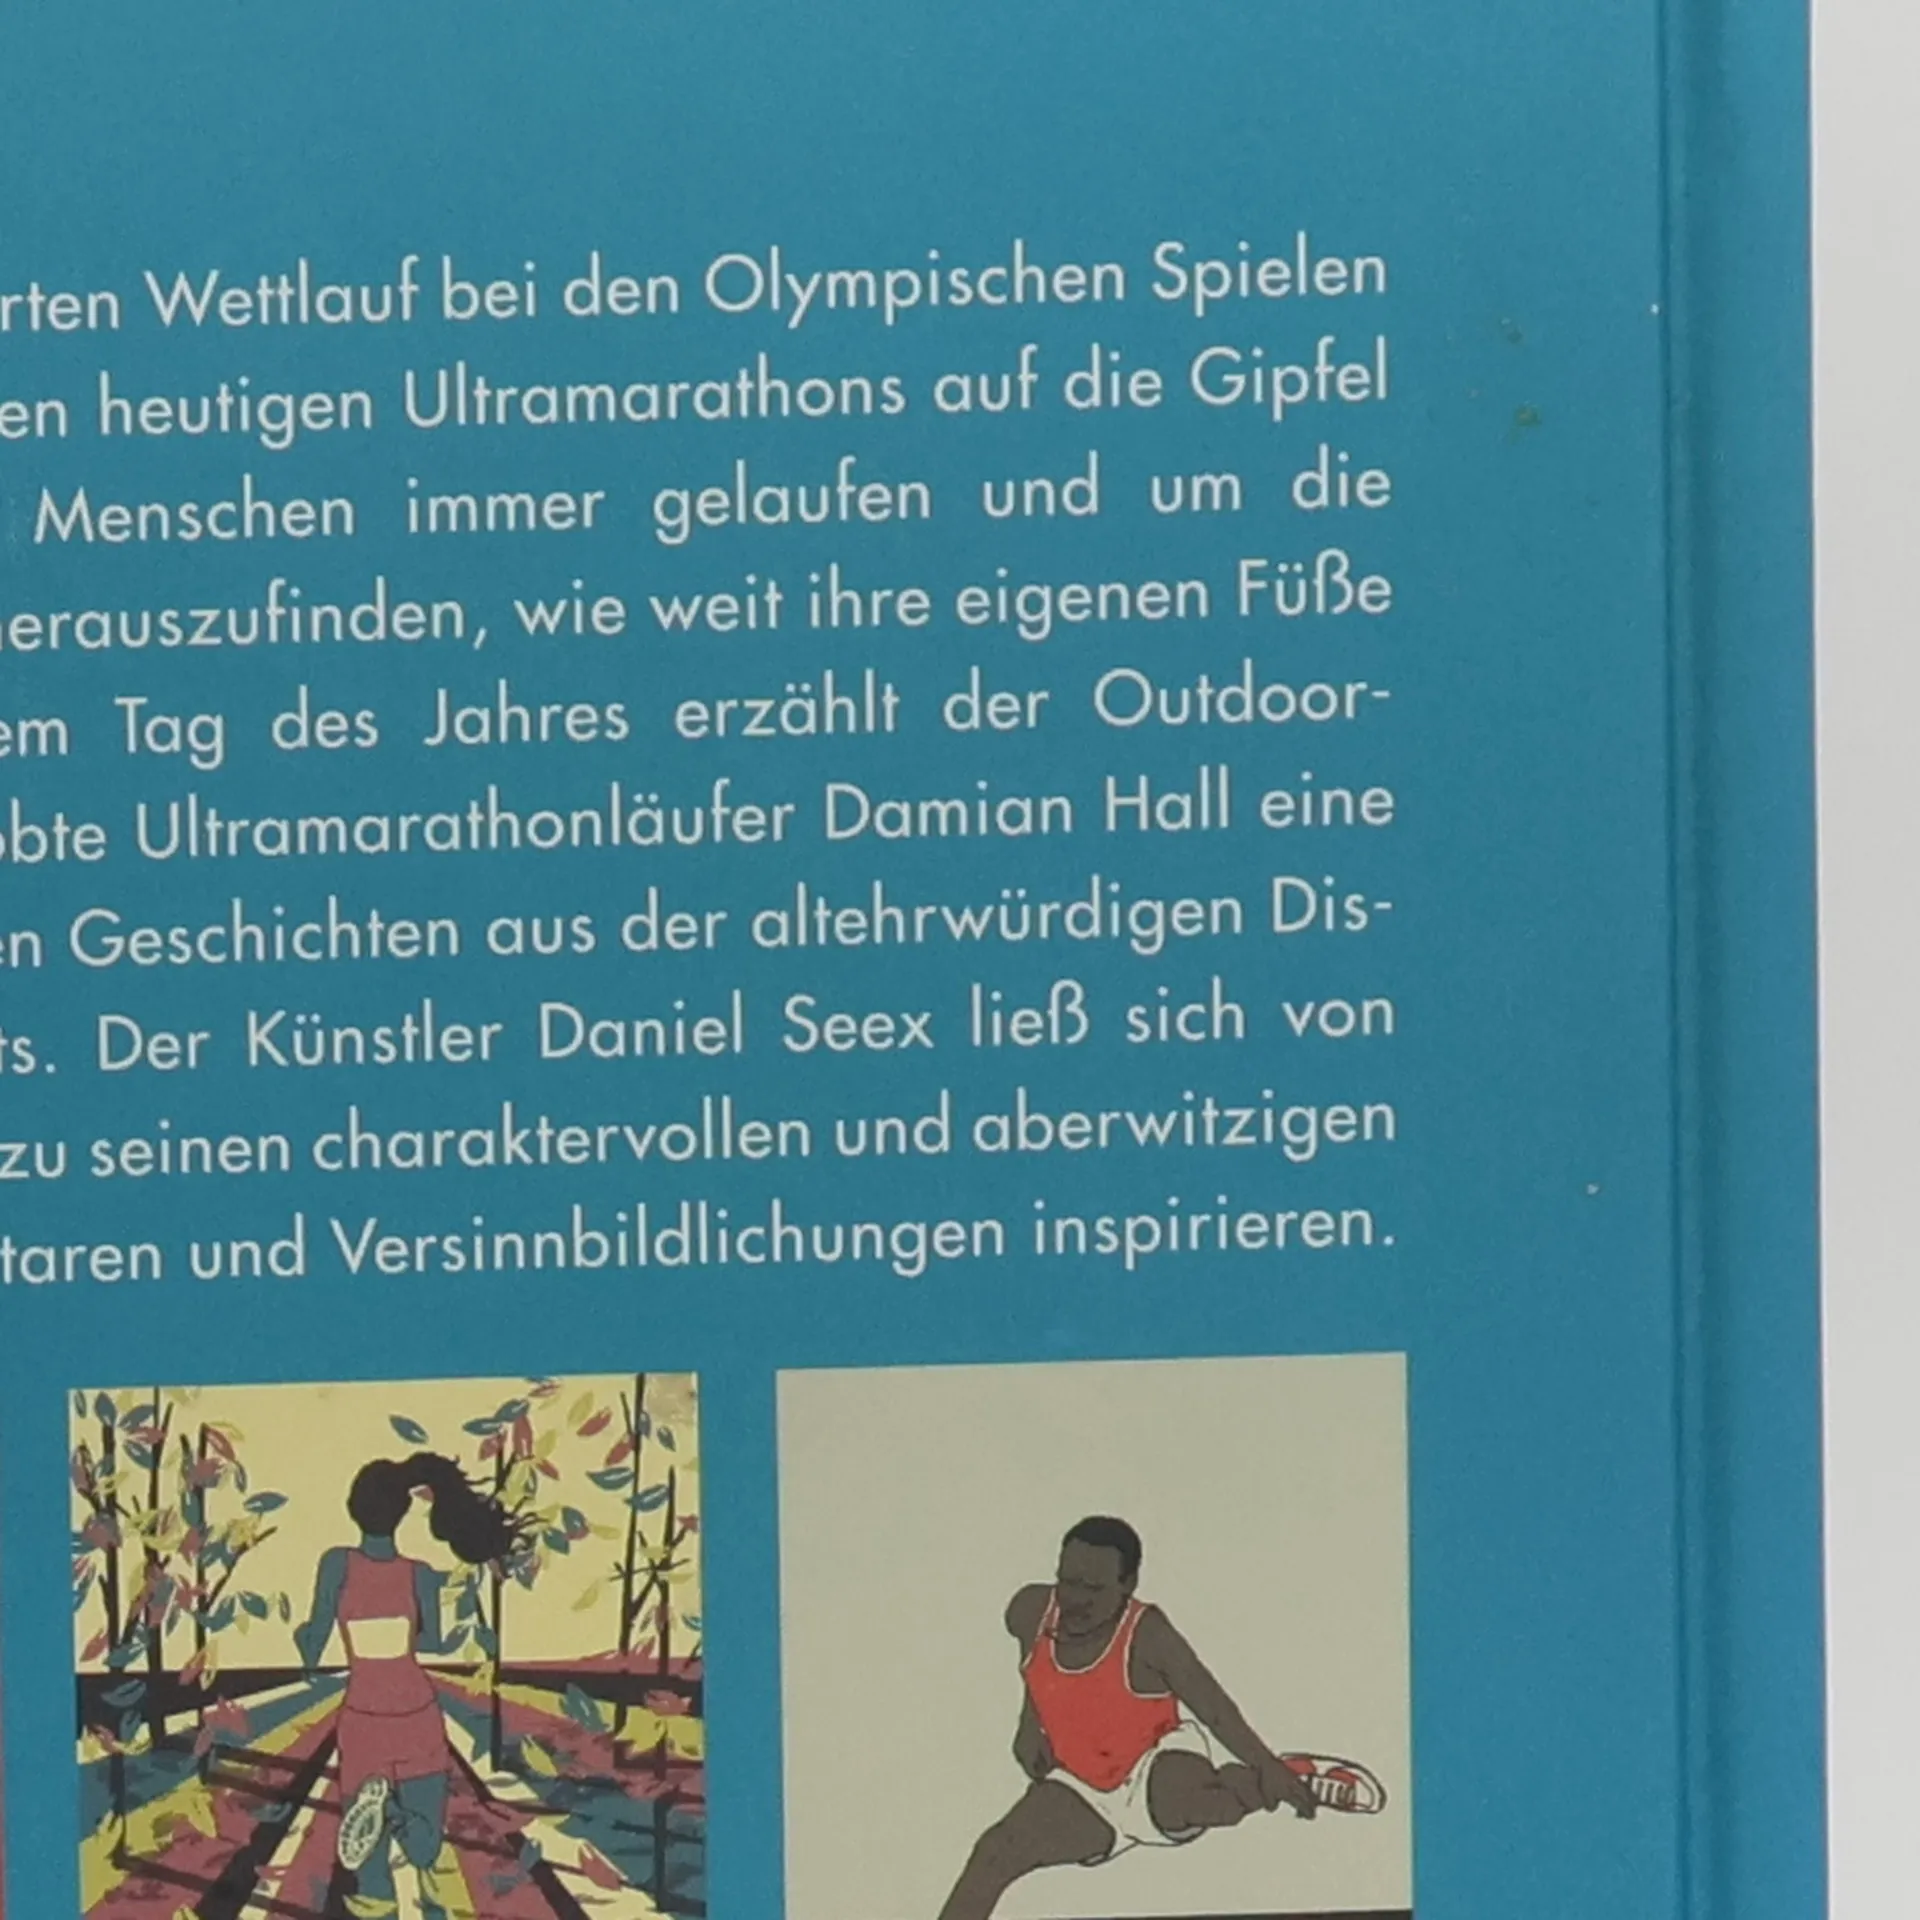 rten Wettlauf bei den Olympischen Spielen
en heutigen Ultramarathons auf die Gipfel
Menschen immer gelaufen und um die
erauszufinden, wie weit ihre eigenen Füße
em Tag des Jahres erzählt der Outdoor-
bte Ultramarathonläufer Damian Hall eine
en Geschichten aus der altehrwürdigen Dis-
ts. Der Künstler Daniel Seex ließ sich von
zu seinen charaktervollen und aberwitzigen
taren und Versinnbildlichungen inspirieren.